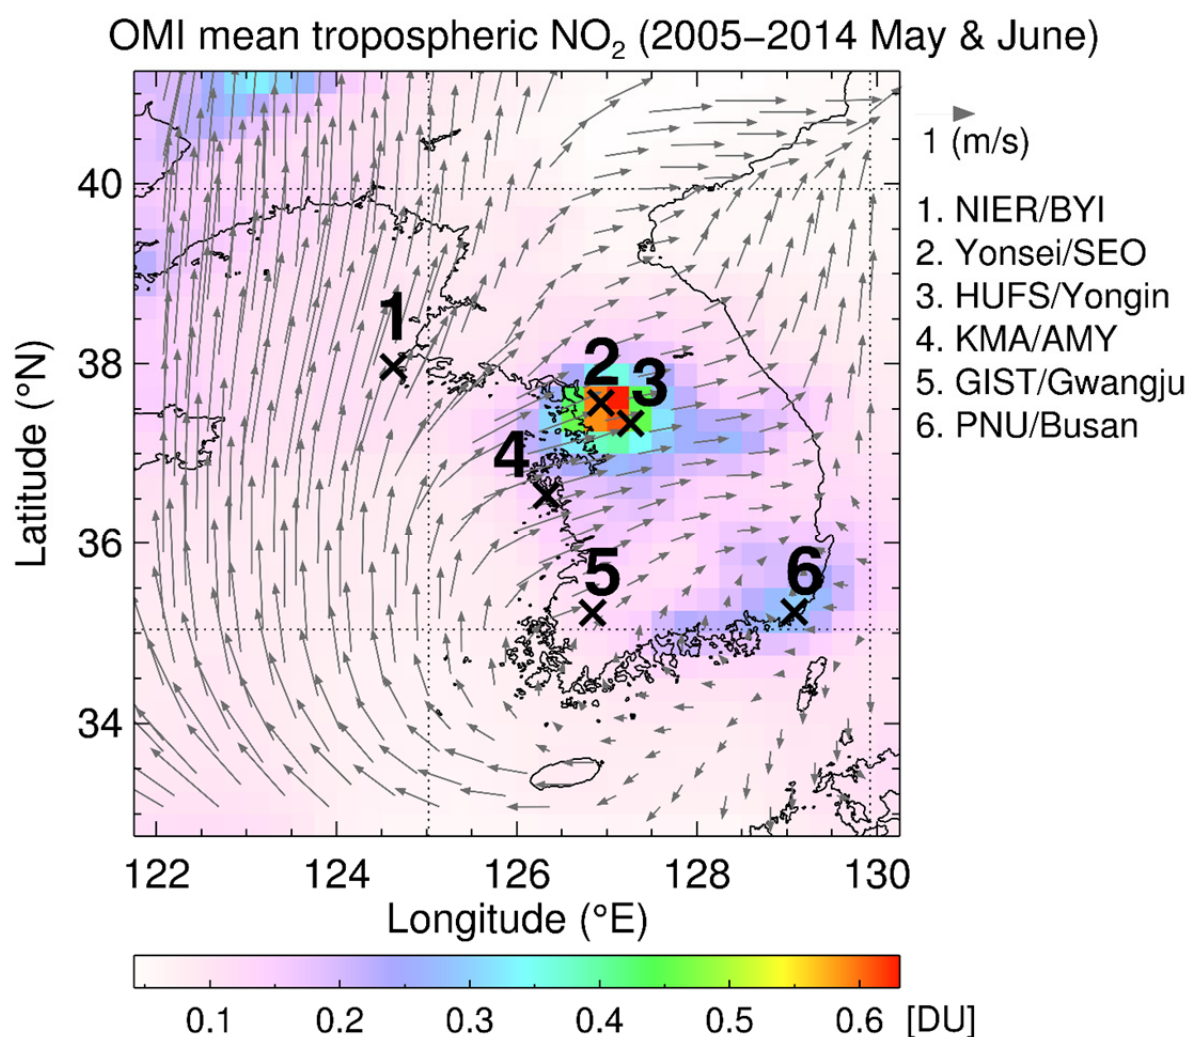 OMI mean tropospheric NO₂ (2005−2014 May & June)
1 (m/s)
1. NIER/BYI
2. Yonsei/SEO
3. HUFS/Yongin
4. KMA/AMY
5. GIST/Gwangju
6. PNU/Busan
Latitude (°N)
40
38
36
34
1
2
3
4
5
6
122 124 126 128 130
Longitude (°E)
0.1 0.2 0.3 0.4 0.5 0.6 [DU]